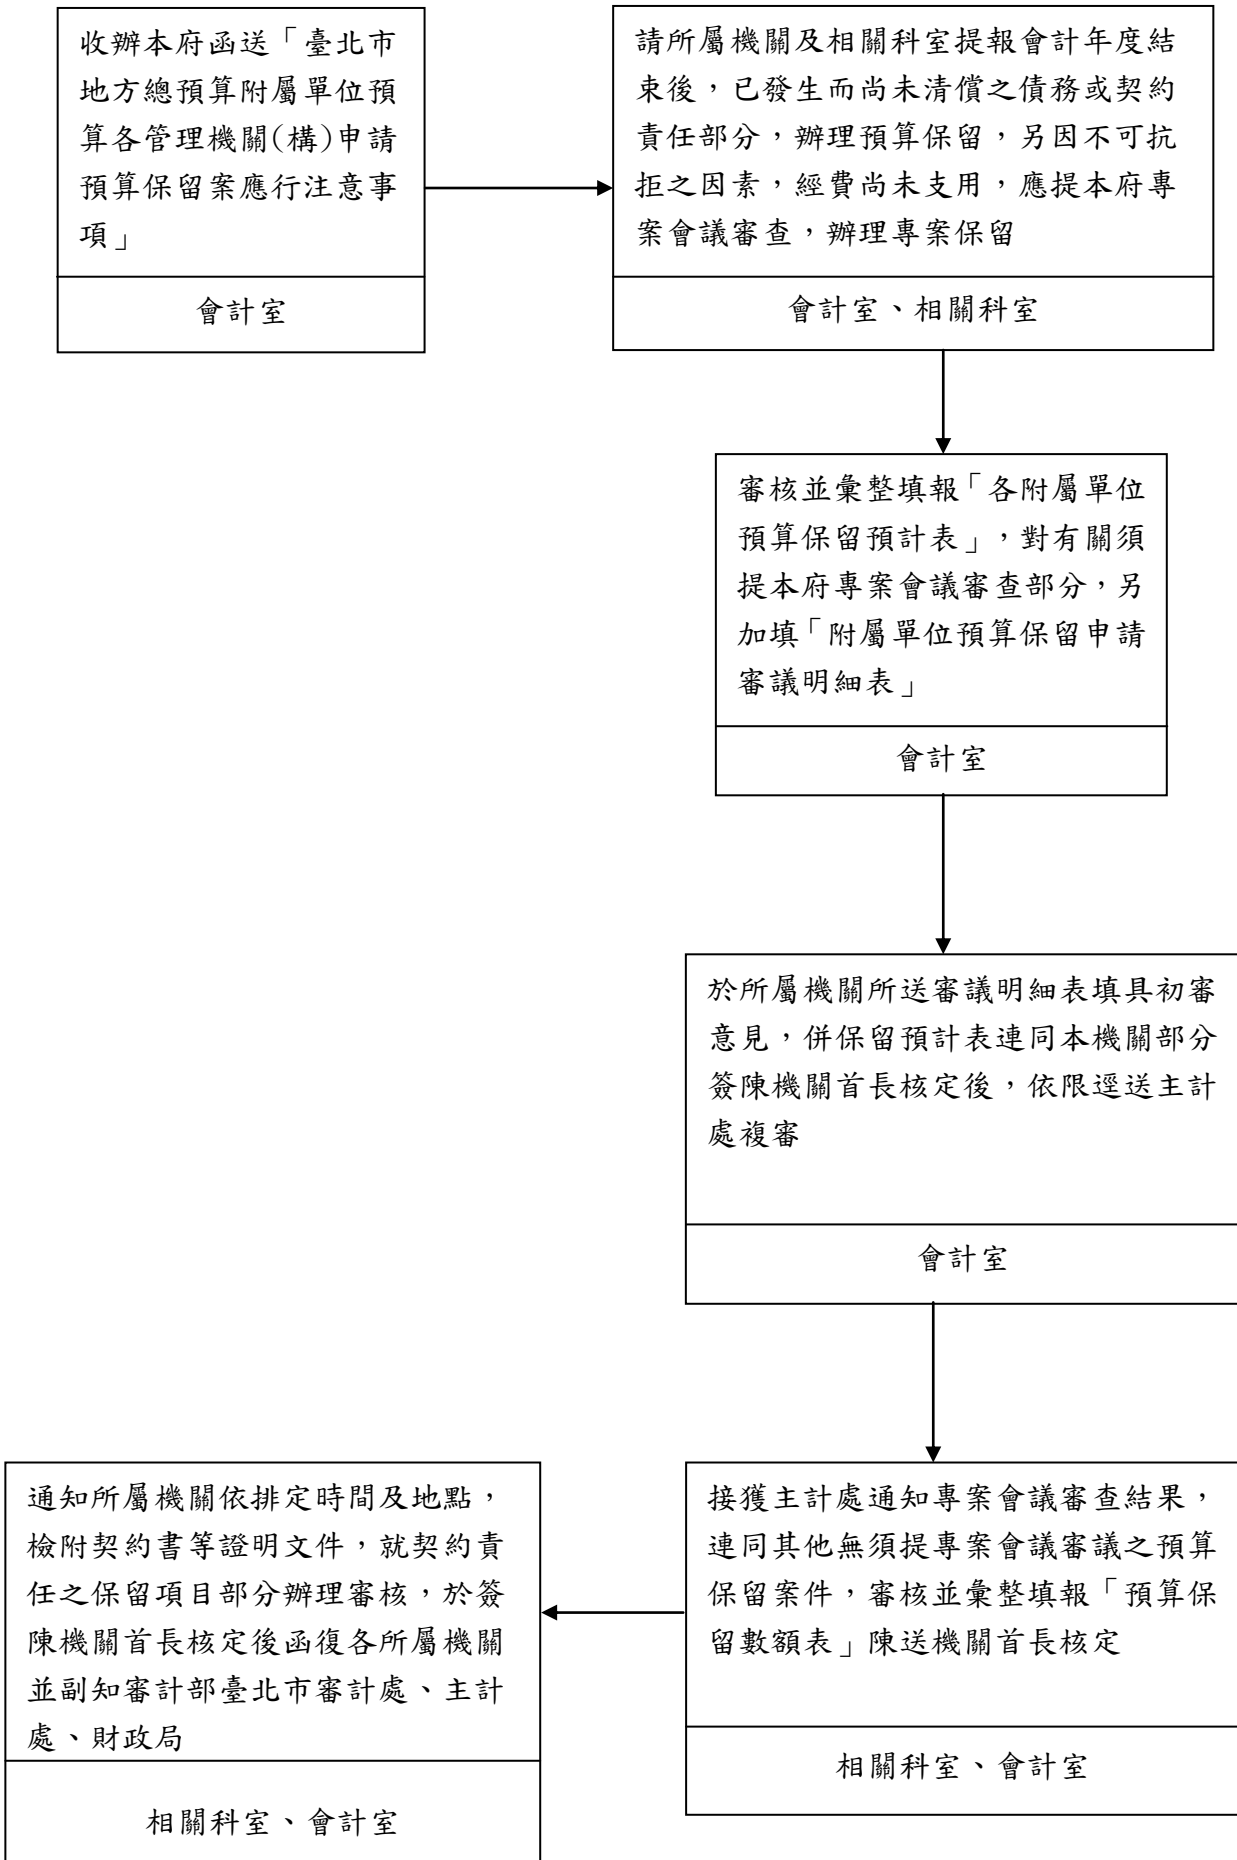 收辦本府函送「臺北市
地方總預算附屬單位預
算各管理機關(構)申請
預算保留案應行注意事
項」
會計室
請所屬機關及相關科室提報會計年度結
束後，已發生而尚未清償之債務或契約
責任部分，辦理預算保留，另因不可抗
拒之因素，經費尚未支用，應提本府專
案會議審查，辦理專案保留
會計室、相關科室
審核並彙整填報「各附屬單位
預算保留預計表」，對有關須
提本府專案會議審查部分，另
加填「附屬單位預算保留申請
審議明細表」
會計室
於所屬機關所送審議明細表填具初審
意見，併保留預計表連同本機關部分
簽陳機關首長核定後，依限逕送主計
處複審
會計室
接獲主計處通知專案會議審查結果，
連同其他無須提專案會議審議之預算
保留案件，審核並彙整填報「預算保
留數額表」陳送機關首長核定
相關科室、會計室
通知所屬機關依排定時間及地點，
檢附契約書等證明文件，就契約責
任之保留項目部分辦理審核，於簽
陳機關首長核定後函復各所屬機關
並副知審計部臺北市審計處、主計
處、財政局
相關科室、會計室